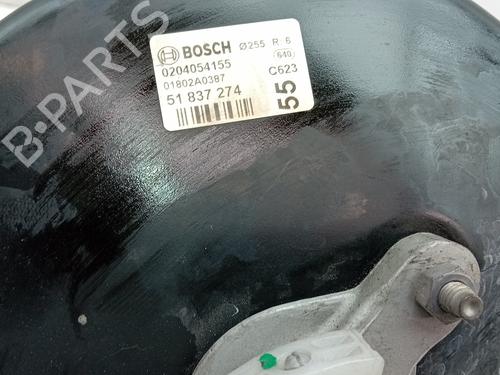 BOSCH Ø255 R 6
0204054155 640
01802A0387 C623
51 837 274 55
B-PARTS